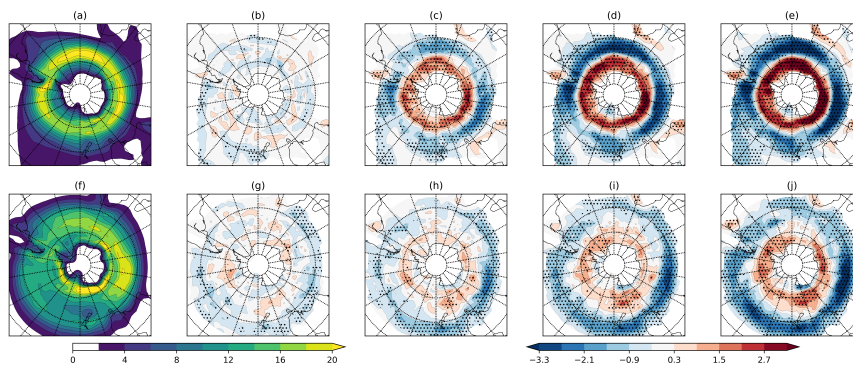 (a) (b) (c) (d) (e)
(f) (g) (h) (i) (j)
0 4 8 12 16 20 −3.3 −2.1 −0.9 0.3 1.5 2.7